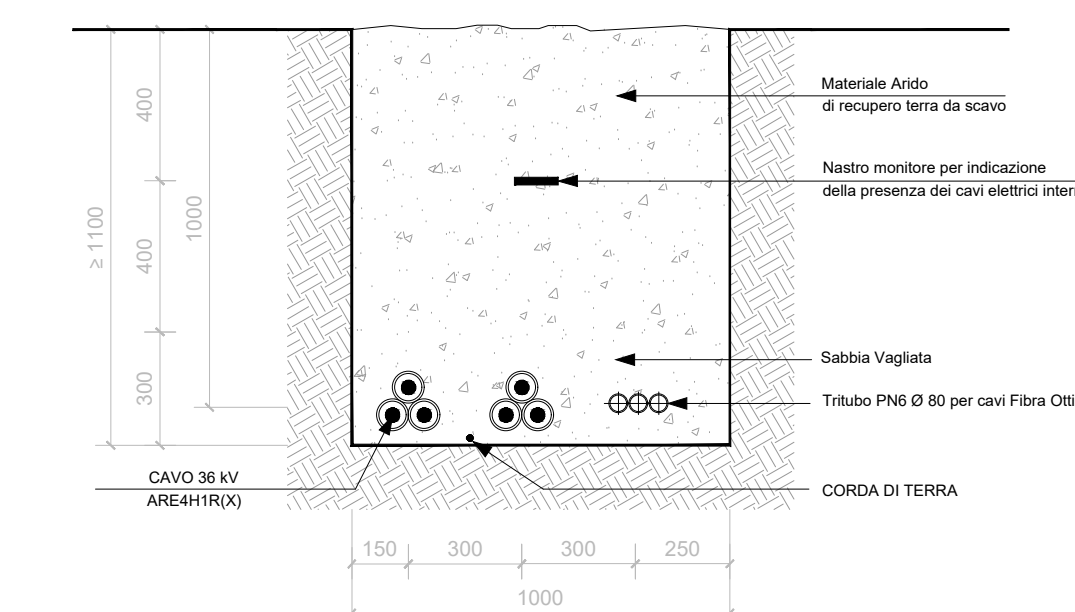 Materiale Arido
di recupero terra da scavo
Nastro monitore per indicazione
della presenza dei cavi elettrici
Sabbia Vagliata
Tritubo PN6 Ø 80 per cavi Fibra
CORDA DI TERRA
CAVO 36 kV
ARE4H1R(X)
400
400
300
1000
≥ 1100
150 300 300 250
1000